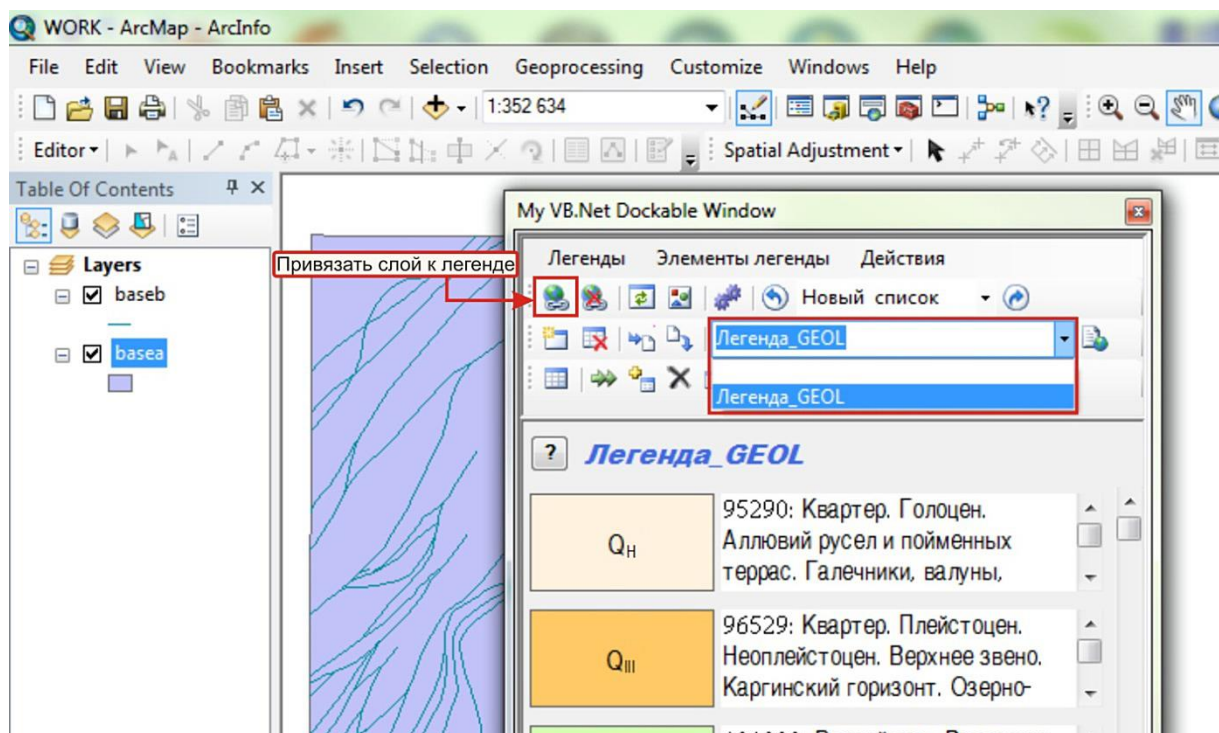 WORK - ArcMap - ArcInfo
File Edit View Bookmarks Insert Selection Geoprocessing Customize Windows Help
1:352 634
Editor Spatial Adjustment
Table Of Contents
Layers
baseb
basea
Привязать слой к легенде
My VB.Net Dockable Window
Легенды Элементы легенды Действия
Новый список
Легенда_GEOL
Легенда_GEOL
? Легенда_GEOL
QH
95290: Квартер. Голоцен.
Аллювий русел и пойменных
террас. Галечники, валуны,
QIII
96529: Квартер. Плейстоцен.
Неоплейстоцен. Верхнее звено.
Каргинский горизонт. Озерно-